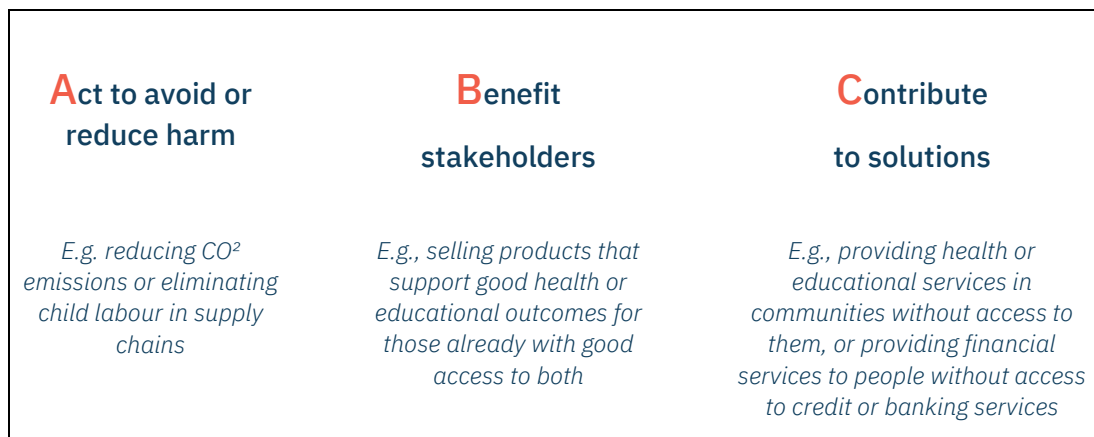 Act to avoid or
reduce harm
Benefit
stakeholders
Contribute
to solutions
E.g. reducing CO²
emissions or eliminating
child labour in supply
chains
E.g., selling products that
support good health or
educational outcomes for
those already with good
access to both
E.g., providing health or
educational services in
communities without access to
them, or providing financial
services to people without access
to credit or banking services